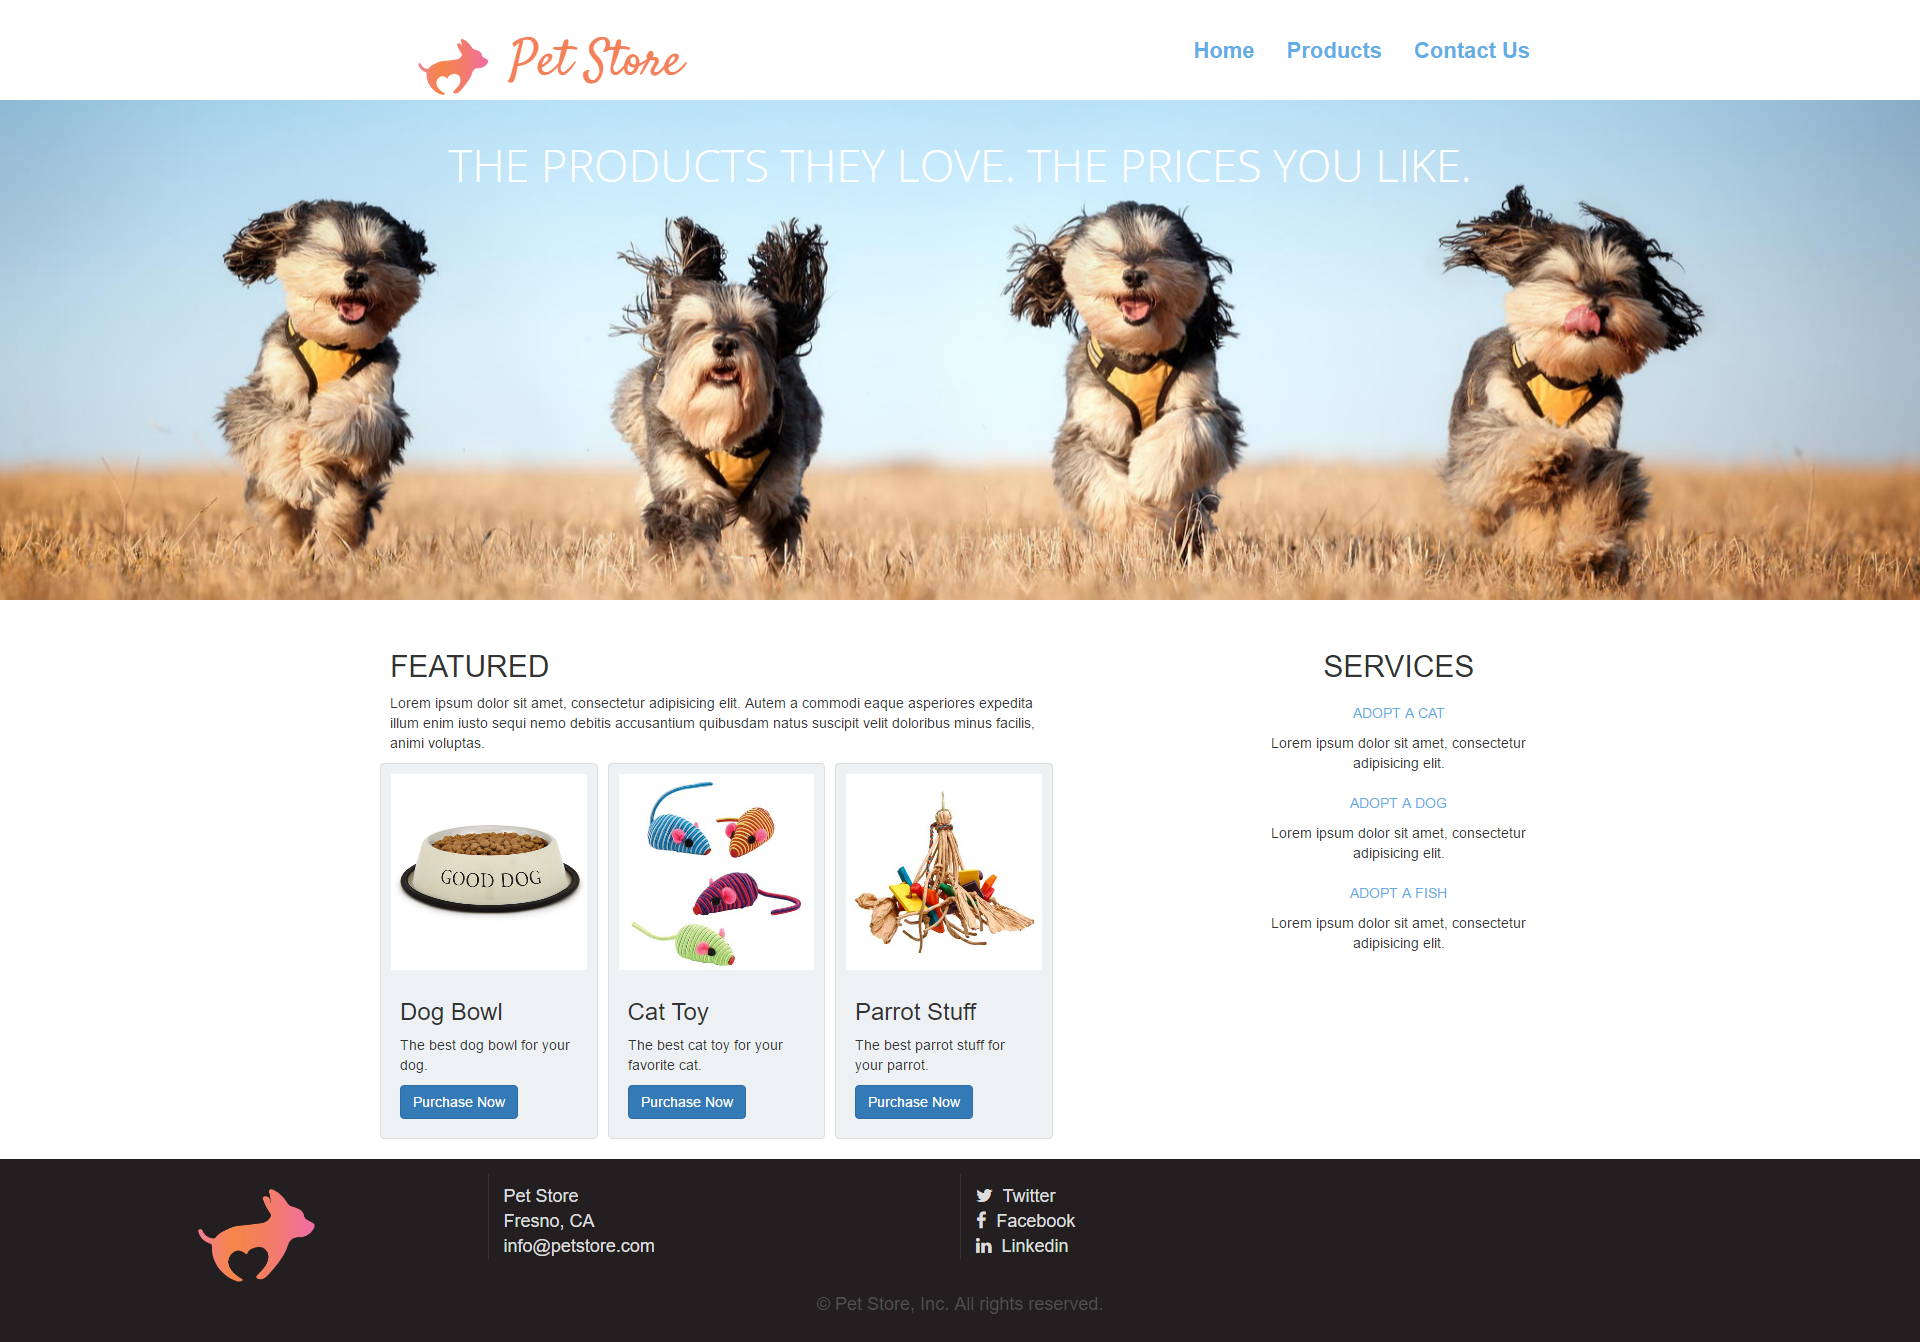 Pet Store
Home Products Contact Us
THE PRODUCTS THEY LOVE. THE PRICES YOU LIKE.
FEATURED
Lorem ipsum dolor sit amet, consectetur adipisicing elit. Autem a commodi eaque asperiores expedita
illum enim iusto sequi nemo debitis accusantium quibusdam natus suscipit velit doloribus minus facilis,
animi voluptas.
GOOD DOG
Dog Bowl
The best dog bowl for your
dog.
Purchase Now
Cat Toy
The best cat toy for your
favorite cat.
Purchase Now
Parrot Stuff
The best parrot stuff for
your parrot.
Purchase Now
SERVICES
ADOPT A CAT
Lorem ipsum dolor sit amet, consectetur
adipisicing elit.
ADOPT A DOG
Lorem ipsum dolor sit amet, consectetur
adipisicing elit.
ADOPT A FISH
Lorem ipsum dolor sit amet, consectetur
adipisicing elit.
Pet Store
Fresno, CA
info@petstore.com
Twitter
Facebook
Linkedin
© Pet Store, Inc. All rights reserved.